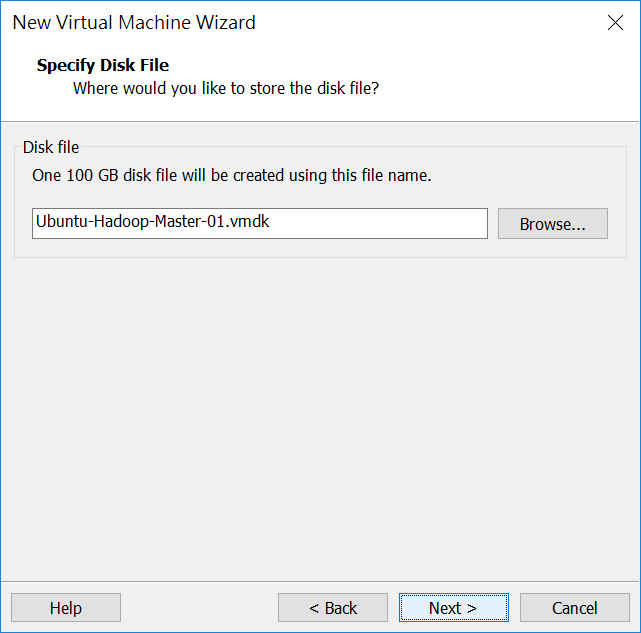 New Virtual Machine Wizard
Specify Disk File
Where would you like to store the disk file?
Disk file
One 100 GB disk file will be created using this file name.
Ubuntu-Hadoop-Master-01.vmdk
Browse...
Help
< Back
Next >
Cancel